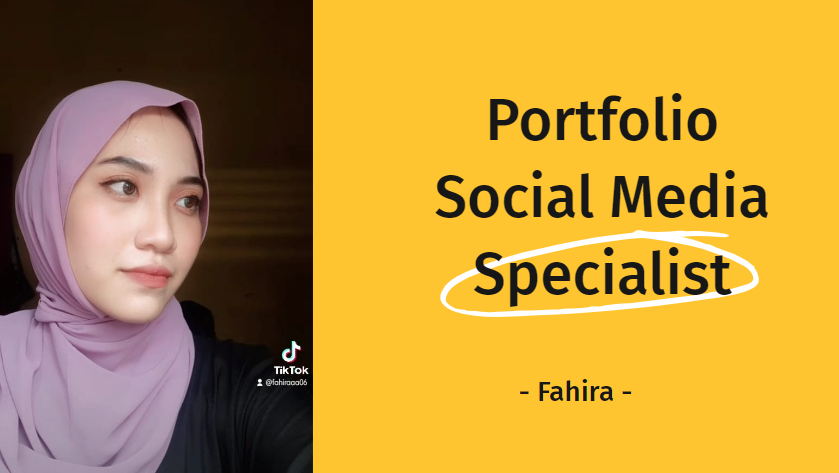 Portfolio
Social Media
Specialist
- Fahira -
TikTok
@fahiraaa06